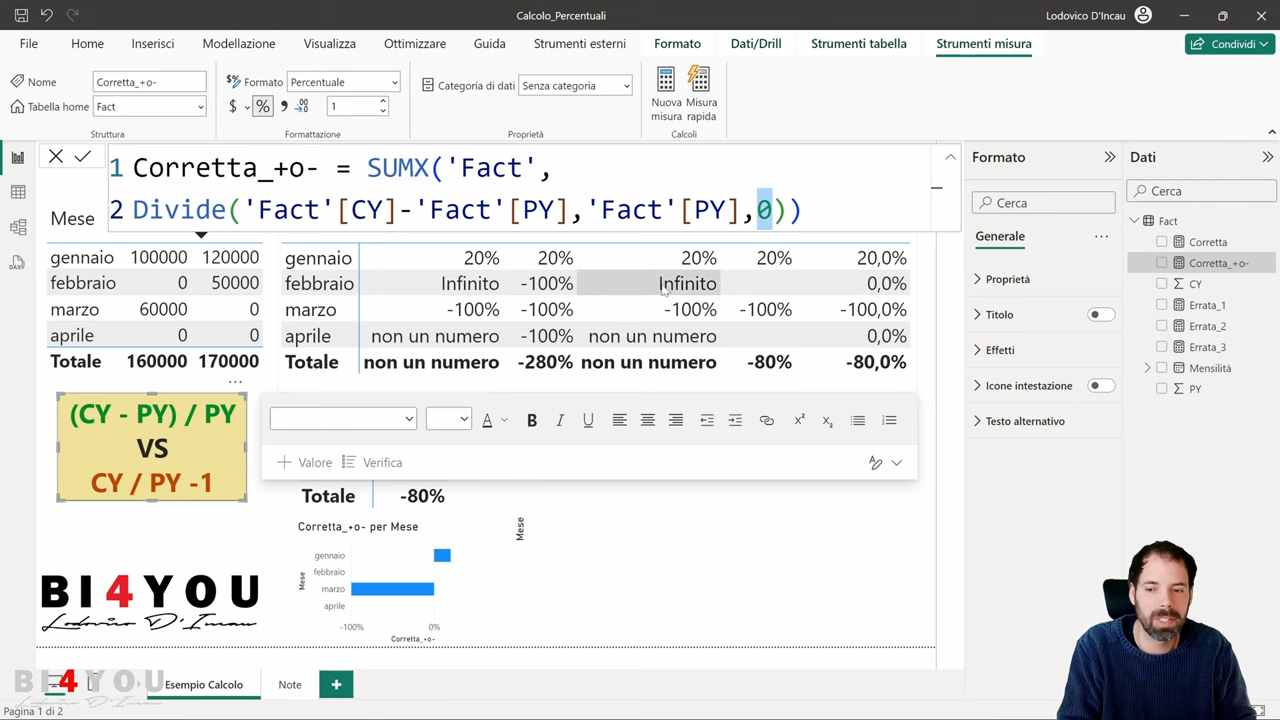 Calcolo_Percentuali
Lodovico D'Incau
File Home Inserisci Modellazione Visualizza Ottimizzare Guida Strumenti esterni Formato Dati/Drill Strumenti tabella Strumenti misura
Condividi
Nome Corretta_+o-
Formato Percentuale
Categoria di dati Senza categoria
Tabella home Fact
$ % 1
Nuova misura
Misura rapida
Struttura Formattazione Proprietà Calcoli
1 Corretta_+o- = SUMX('Fact',
2 Divide('Fact'[CY]-'Fact'[PY],'Fact'[PY],0))
Mese
gennaio 100000 120000
febbraio 0 50000
marzo 60000 0
aprile 0 0
Totale 160000 170000
gennaio 20% 20% 20% 20% 20,0%
febbraio Infinito -100% Infinito 0,0%
marzo -100% -100% -100% -100% -100,0%
aprile non un numero -100% non un numero 0,0%
Totale non un numero -280% non un numero -80% -80,0%
(CY - PY) / PY
VS
CY / PY -1
A B I U
Valore Verifica
Totale -80%
Corretta_+o- per Mese
Mese
gennaio
febbraio
marzo
aprile
Mese
-100% 0%
Corretta_+o-
BI4YOU
Lodovico D'Incau
BI4YOU
Lodovico D'Incau
Esempio Calcolo
Note
Pagina 1 di 2
Formato
Cerca
Generale
Proprietà
Titolo
Effetti
Icone intestazione
Testo alternativo
Dati
Cerca
Fact
Corretta
Corretta_+o-
CY
Errata_1
Errata_2
Errata_3
Mensilità
PY